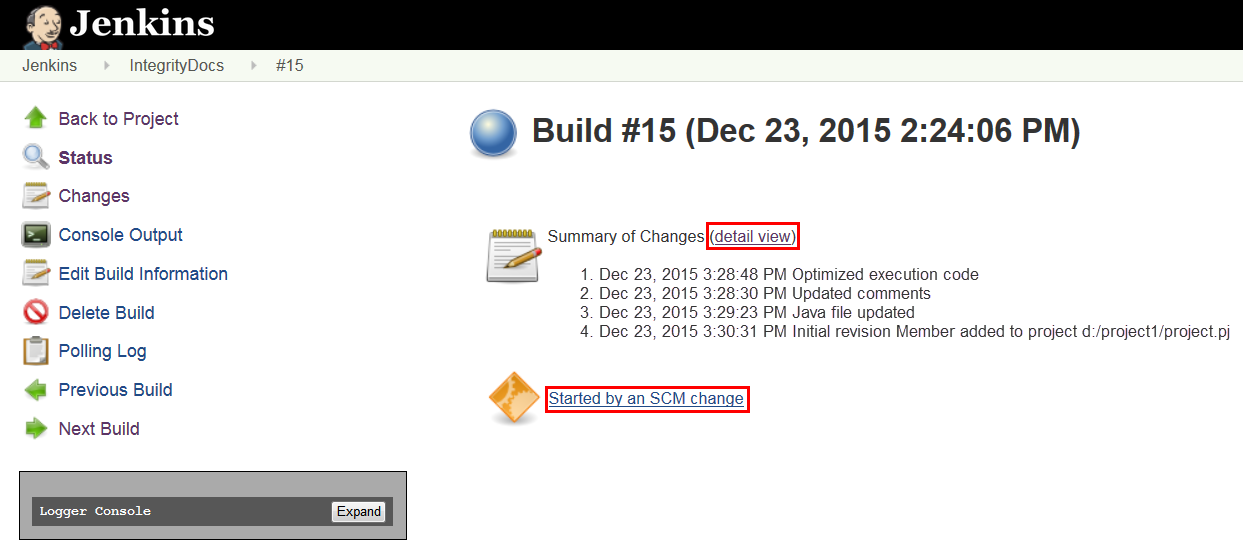 Jenkins
Jenkins IntegrityDocs #15
Back to Project
Status
Changes
Console Output
Edit Build Information
Delete Build
Polling Log
Previous Build
Next Build
Logger Console Expand
Build #15 (Dec 23, 2015 2:24:06 PM)
Summary of Changes (detail view)
1. Dec 23, 2015 3:28:48 PM Optimized execution code
2. Dec 23, 2015 3:28:30 PM Updated comments
3. Dec 23, 2015 3:29:23 PM Java file updated
4. Dec 23, 2015 3:30:31 PM Initial revision Member added to project d:/project1/project.pj
Started by an SCM change